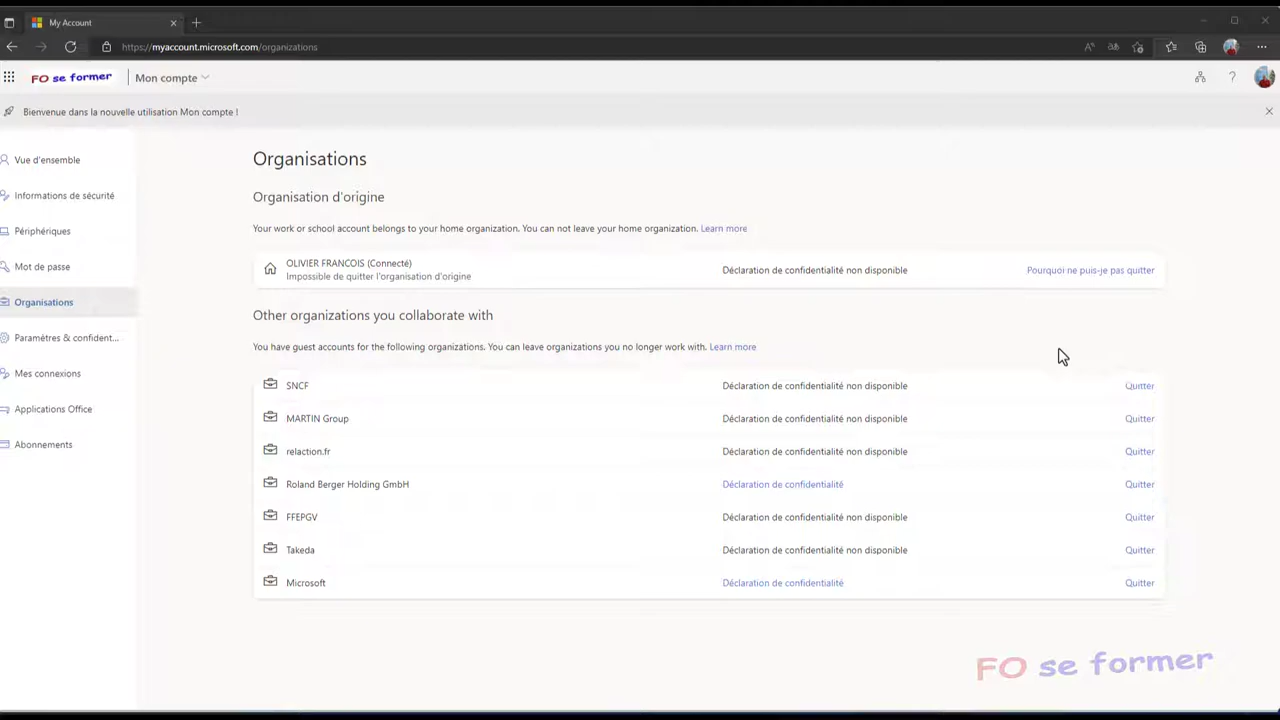 My Account
https://myaccount.microsoft.com/organizations
FO se former
Mon compte
?
Bienvenue dans la nouvelle utilisation Mon compte !
Vue d'ensemble
Informations de sécurité
Périphériques
Mot de passe
Organisations
Paramètres & confident...
Mes connexions
Applications Office
Abonnements
Organisations
Organisation d'origine
Your work or school account belongs to your home organization. You can not leave your home organization. Learn more
OLIVIER FRANCOIS (Connecté)
Impossible de quitter l'organisation d'origine
Déclaration de confidentialité non disponible
Pourquoi ne puis-je pas quitter
Other organizations you collaborate with
You have guest accounts for the following organizations. You can leave organizations you no longer work with. Learn more
SNCF Déclaration de confidentialité non disponible Quitter
MARTIN Group Déclaration de confidentialité non disponible Quitter
relaction.fr Déclaration de confidentialité non disponible Quitter
Roland Berger Holding GmbH Déclaration de confidentialité Quitter
FFEPGV Déclaration de confidentialité non disponible Quitter
Takeda Déclaration de confidentialité non disponible Quitter
Microsoft Déclaration de confidentialité Quitter
FO se former